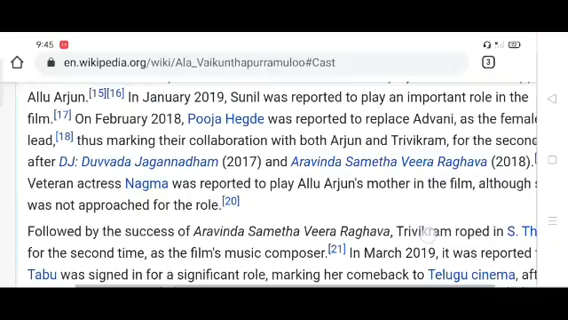 9:45
en.wikipedia.org/wiki/Ala_Vaikunthapurramuloo#Cast
3
Allu Arjun.[15][16] In January 2019, Sunil was reported to play an important role in the
film.[17] On February 2018, Pooja Hegde was reported to replace Advani, as the female
lead,[18] thus marking their collaboration with both Arjun and Trivikram, for the second
after DJ: Duvvada Jagannadham (2017) and Aravinda Sametha Veera Raghava (2018).[
Veteran actress Nagma was reported to play Allu Arjun's mother in the film, although s
was not approached for the role.[20]
Followed by the success of Aravinda Sametha Veera Raghava, Trivikram roped in S. Th
for the second time, as the film's music composer.[21] In March 2019, it was reported
Tabu was signed in for a significant role, marking her comeback to Telugu cinema, aft